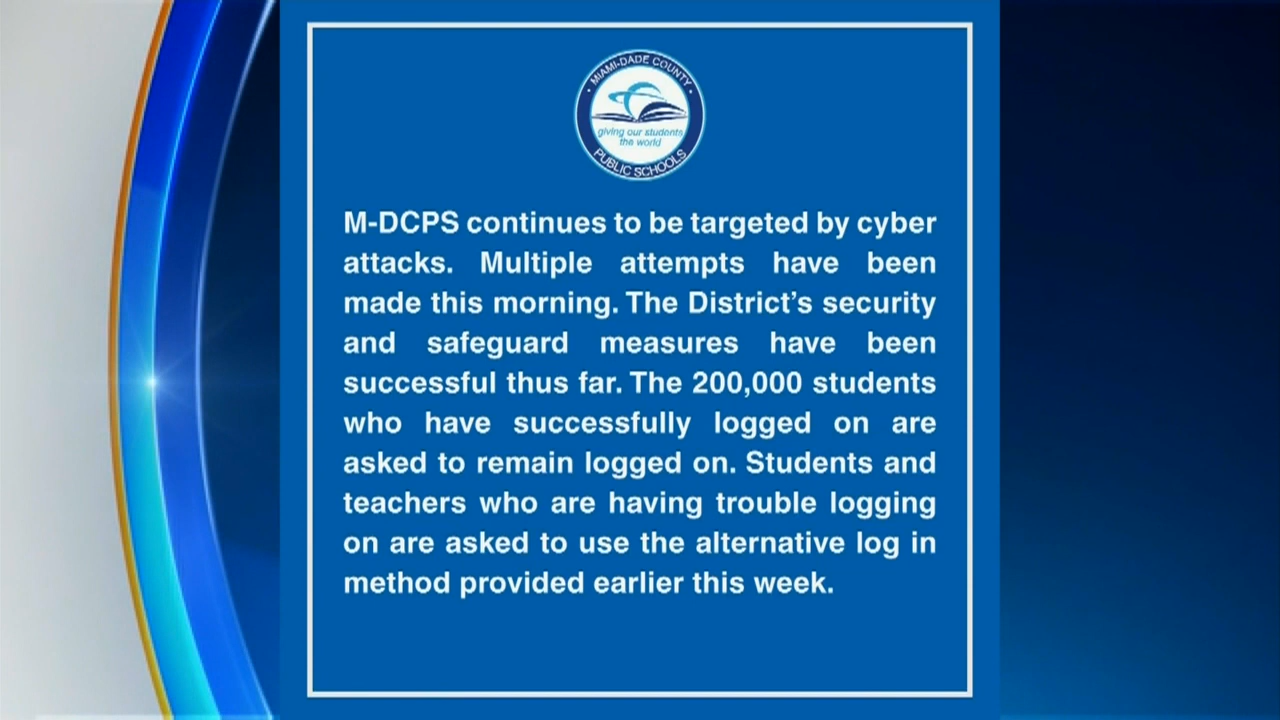 MIAMI-DADE COUNTY
giving our students
the world
PUBLIC SCHOOLS
M-DCPS continues to be targeted by cyber
attacks. Multiple attempts have been
made this morning. The District’s security
and safeguard measures have been
successful thus far. The 200,000 students
who have successfully logged on are
asked to remain logged on. Students and
teachers who are having trouble logging
on are asked to use the alternative log in
method provided earlier this week.